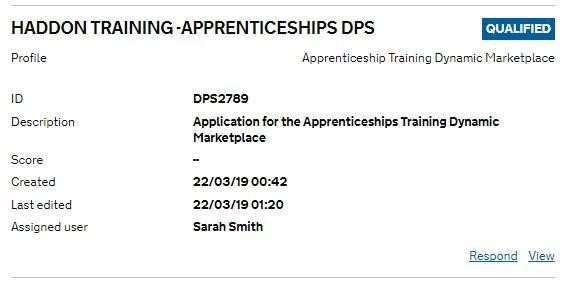 HADDON TRAINING -APPRENTICESHIPS DPS QUALIFIED
Profile Apprenticeship Training Dynamic Marketplace
ID DPS2789
Description Application for the Apprenticeships Training Dynamic
Marketplace
Score --
Created 22/03/19 00:42
Last edited 22/03/19 01:20
Assigned user Sarah Smith
Respond View